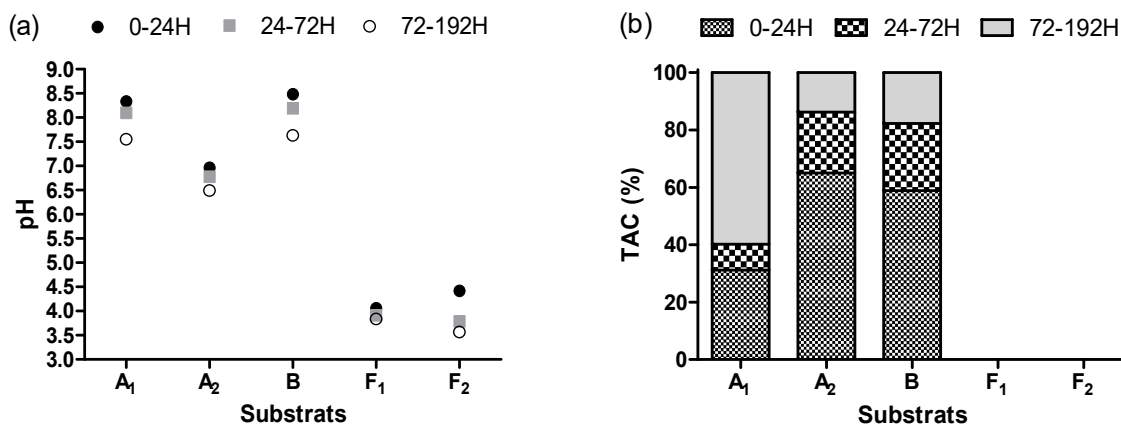 (a) 0-24H 24-72H 72-192H
9.0
8.5
8.0
7.5
7.0
6.5
6.0
5.5
5.0
4.5
4.0
3.5
3.0
pH
A1 A2 B F1 F2
Substrats
(b) 0-24H 24-72H 72-192H
100
80
60
40
20
0
TAC (%)
A1 A2 B F1 F2
Substrats